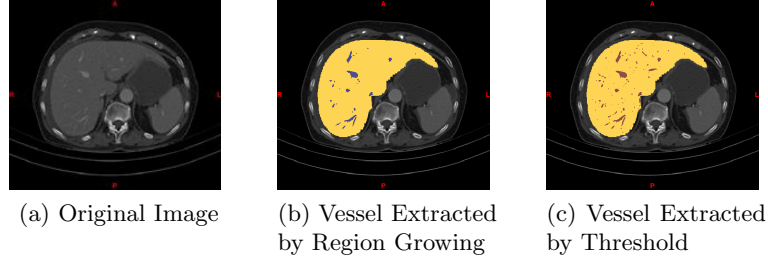 A A A
R L R L R L
P P P
(a) Original Image (b) Vessel Extracted by Region Growing (c) Vessel Extracted by Threshold